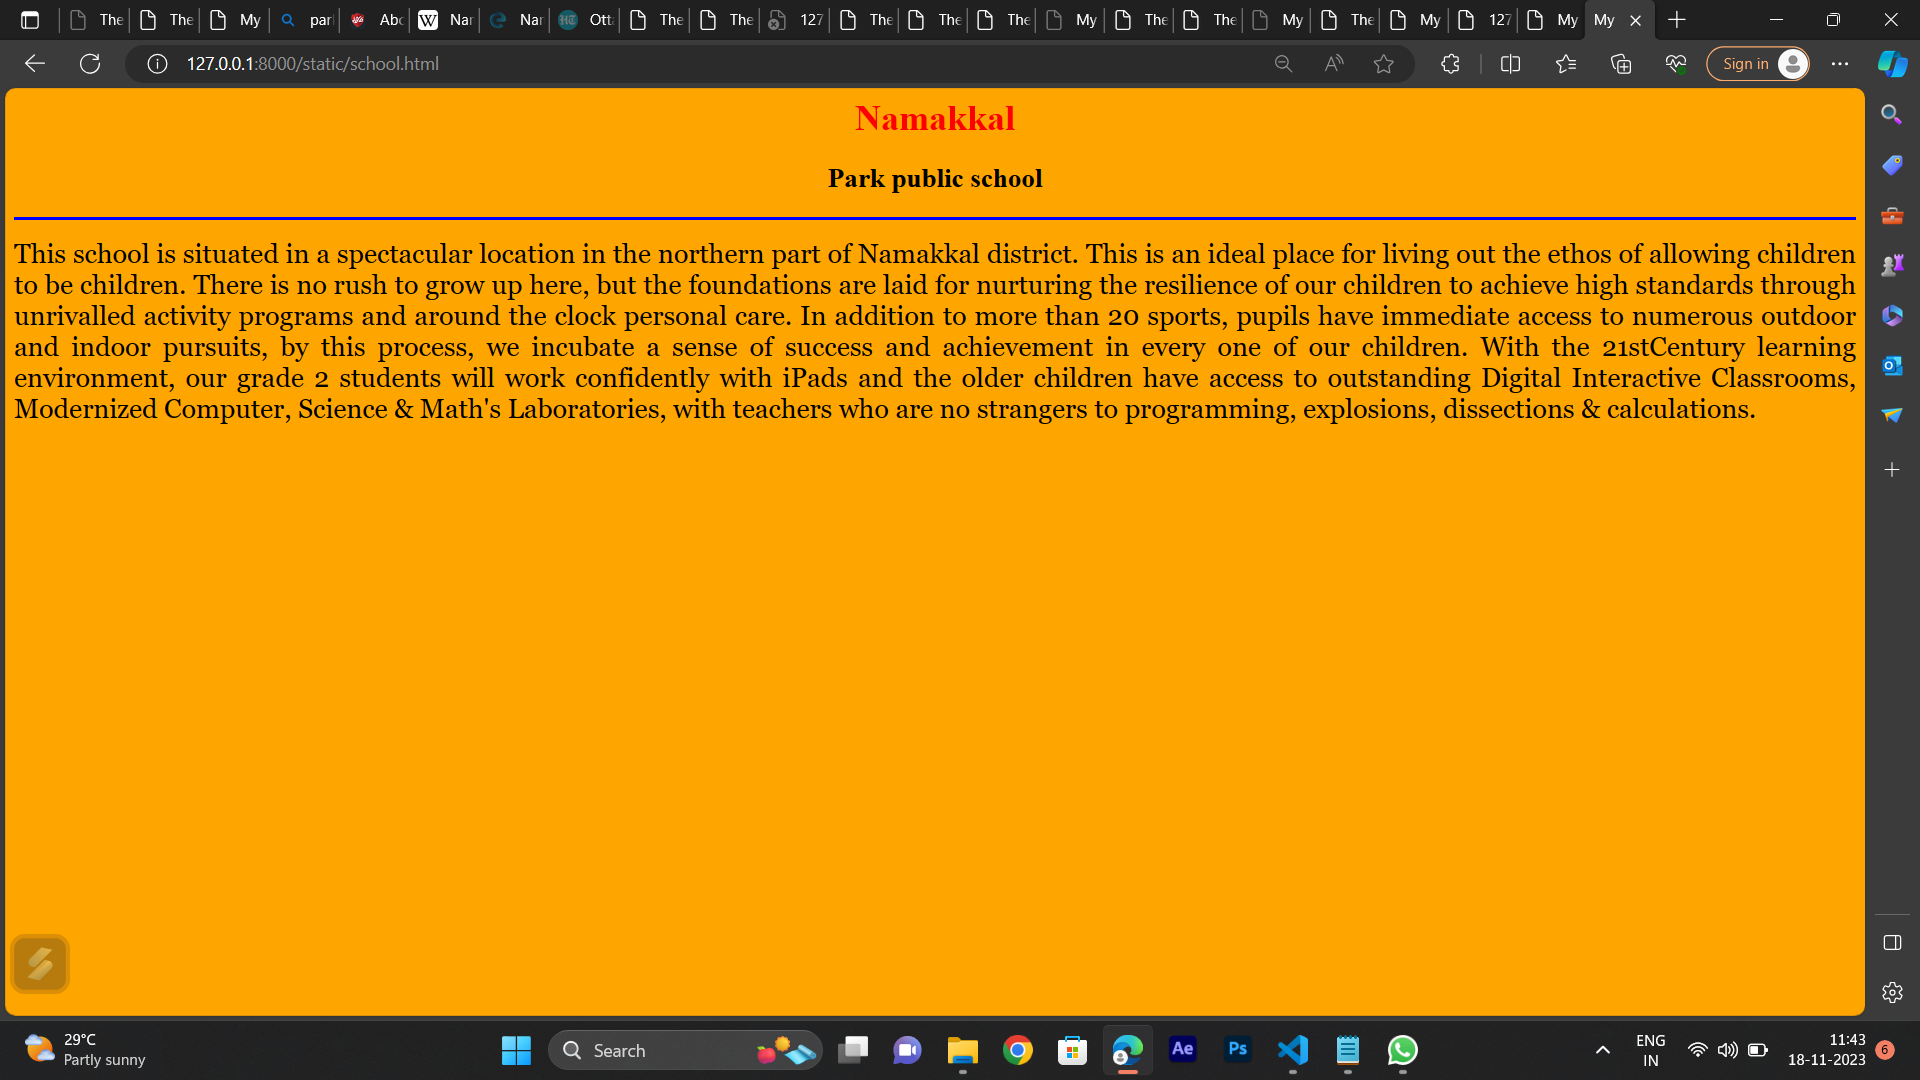 The
The
My
par
Abc
Nar
Nar
Ott
The
The
127
The
The
The
My
The
The
My
The
My
127
My
My
127.0.0.1:8000/static/school.html
Sign in
Namakkal
Park public school
This school is situated in a spectacular location in the northern part of Namakkal district. This is an ideal place for living out the ethos of allowing children
to be children. There is no rush to grow up here, but the foundations are laid for nurturing the resilience of our children to achieve high standards through
unrivalled activity programs and around the clock personal care. In addition to more than 20 sports, pupils have immediate access to numerous outdoor
and indoor pursuits, by this process, we incubate a sense of success and achievement in every one of our children. With the 21stCentury learning
environment, our grade 2 students will work confidently with iPads and the older children have access to outstanding Digital Interactive Classrooms,
Modernized Computer, Science & Math's Laboratories, with teachers who are no strangers to programming, explosions, dissections & calculations.
29°C
Partly sunny
Search
Ae
Ps
ENG
IN
11:43
18-11-2023
6